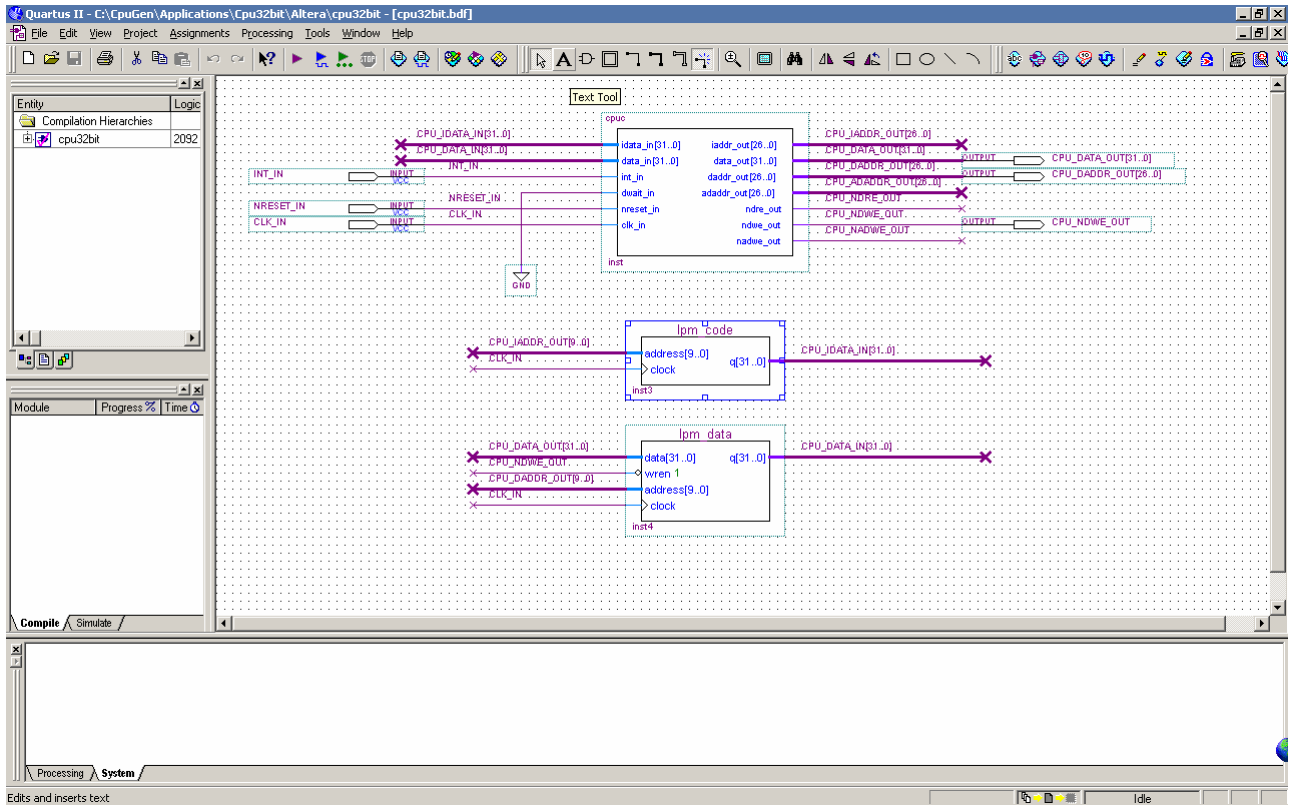 Quartus II - C:\CpuGen\Applications\Cpu32bit\Altera\cpu32bit - [cpu32bit.bdf]
File Edit View Project Assignments Processing Tools Window Help
Entity Logic
Compilation Hierarchies
cpu32bit 2092
Module Progress % Time
Compile Simulate
Text Tool
cpuc
CPU_IDATA_IN[31..0] idata_in[31..0] iaddr_out[26..0] CPU_IADDR_OUT[26..0]
CPU_DATA_IN[31..0] data_in[31..0] data_out[31..0] CPU_DATA_OUT[31..0] OUTPUT CPU_DATA_OUT[31..0]
INT_IN INPUT VCC INT_IN int_in daddr_out[26..0] CPU_DADDR_OUT[26..0] OUTPUT CPU_DADDR_OUT[26..0]
dwait_in adaddr_out[26..0] CPU_ADADDR_OUT[26..0]
NRESET_IN INPUT VCC NRESET_IN nreset_in ndre_out CPU_NDRE_OUT
CLK_IN INPUT VCC CLK_IN clk_in ndwe_out CPU_NDWE_OUT OUTPUT CPU_NDWE_OUT
nadwe_out CPU_NADWE_OUT
inst
GND
lpm_code
CPU_IADDR_OUT[9..0] address[9..0] q[31..0] CPU_IDATA_IN[31..0]
CLK_IN clock
inst3
lpm_data
CPU_DATA_OUT[31..0] data[31..0] q[31..0] CPU_DATA_IN[31..0]
CPU_NDWE_OUT wren 1
CPU_DADDR_OUT[9..0] address[9..0]
CLK_IN clock
inst4
Processing System
Edits and inserts text Idle